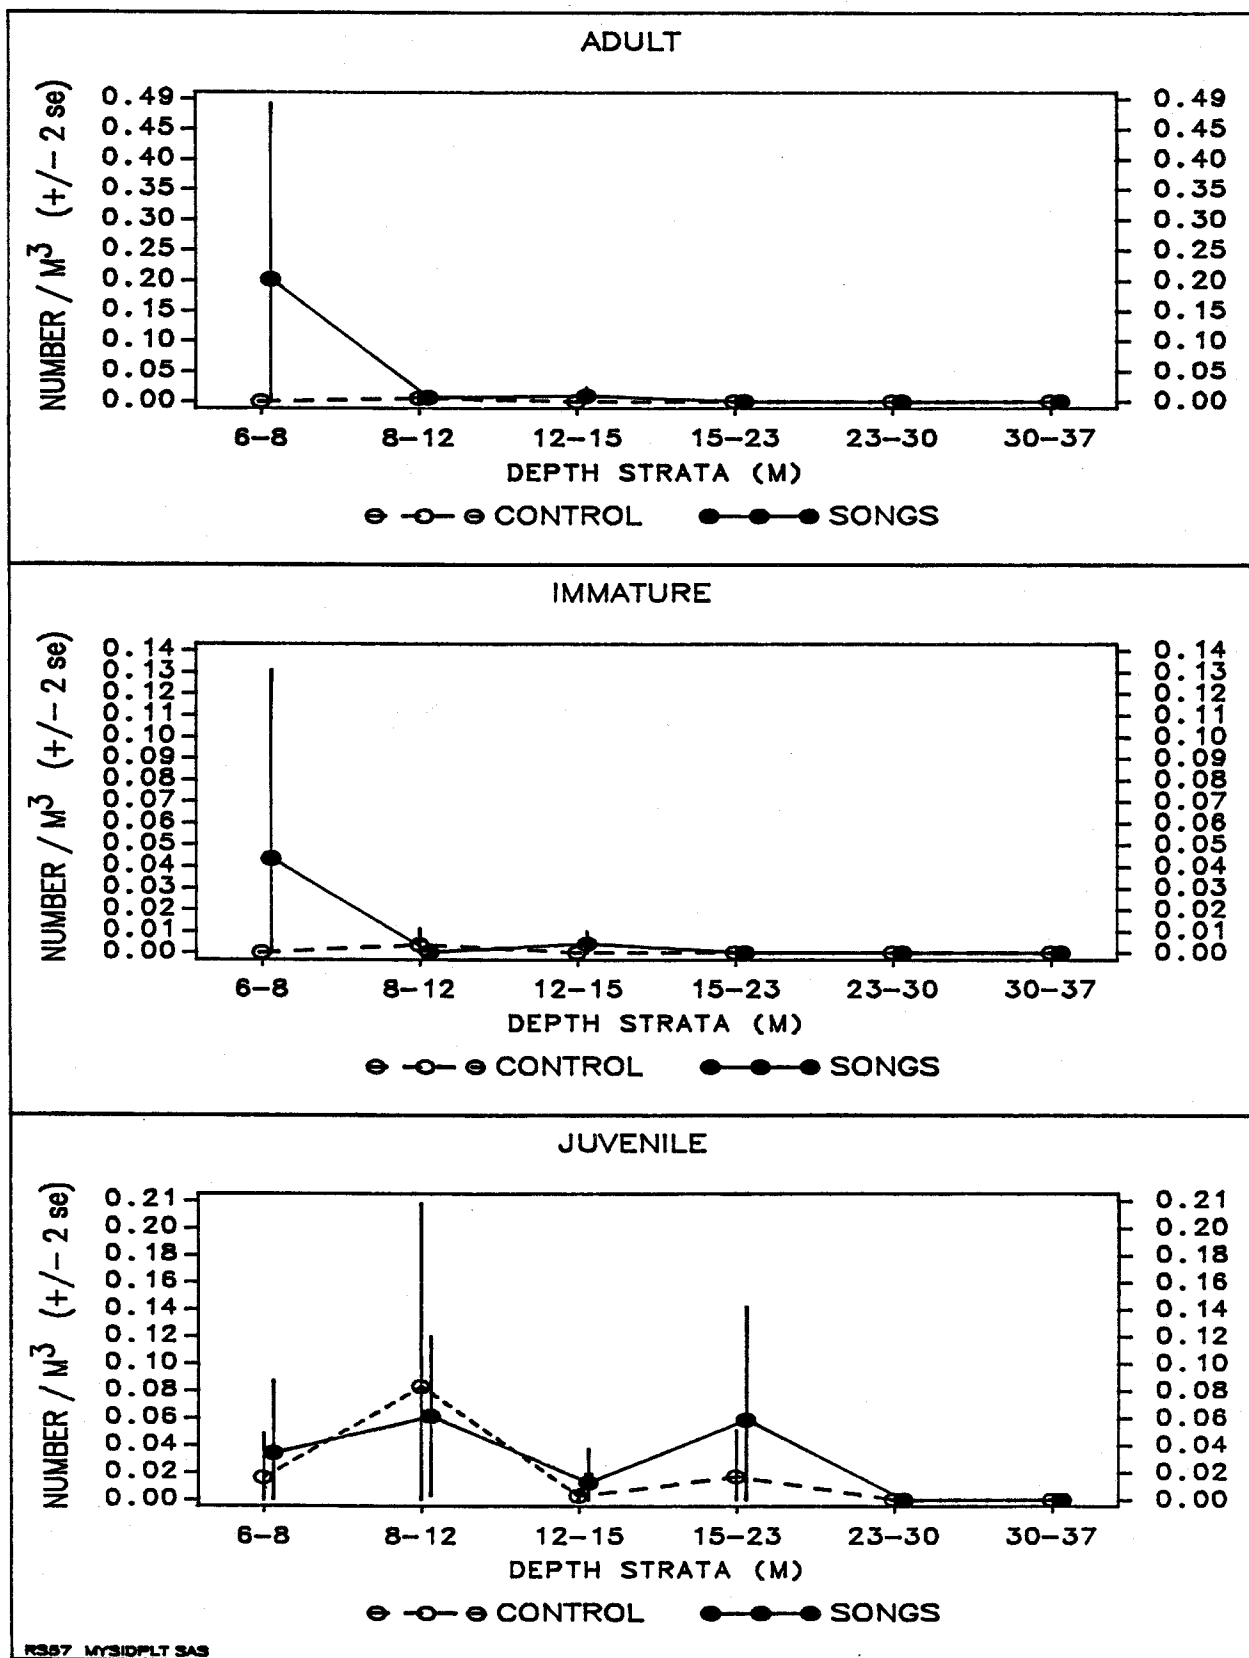 ADULT
NUMBER / M³ (+/− 2 se)
0.49 0.49
0.45 0.45
0.40 0.40
0.35 0.35
0.30 0.30
0.25 0.25
0.20 0.20
0.15 0.15
0.10 0.10
0.05 0.05
0.00 0.00
6−8 8−12 12−15 15−23 23−30 30−37
DEPTH STRATA (M)
CONTROL SONGS
IMMATURE
NUMBER / M³ (+/− 2 se)
0.14 0.14
0.13 0.13
0.12 0.12
0.11 0.11
0.10 0.10
0.09 0.09
0.08 0.08
0.07 0.07
0.06 0.06
0.05 0.05
0.04 0.04
0.03 0.03
0.02 0.02
0.01 0.01
0.00 0.00
6−8 8−12 12−15 15−23 23−30 30−37
DEPTH STRATA (M)
CONTROL SONGS
JUVENILE
NUMBER / M³ (+/− 2 se)
0.21 0.21
0.20 0.20
0.18 0.18
0.16 0.16
0.14 0.14
0.12 0.12
0.10 0.10
0.08 0.08
0.06 0.06
0.04 0.04
0.02 0.02
0.00 0.00
6−8 8−12 12−15 15−23 23−30 30−37
DEPTH STRATA (M)
CONTROL SONGS
RS57 MYSIDPLT SAS